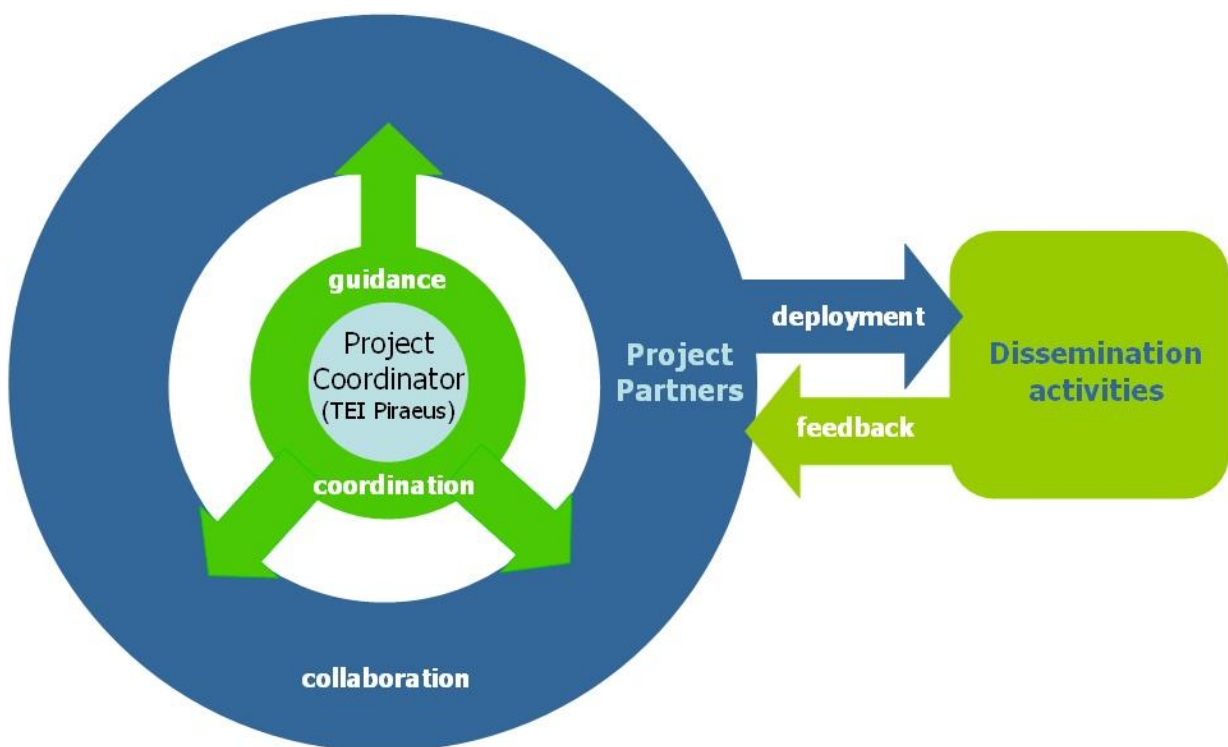 guidance
Project
Coordinator
(TEI Piraeus)
coordination
collaboration
Project
Partners
deployment
feedback
Dissemination
activities